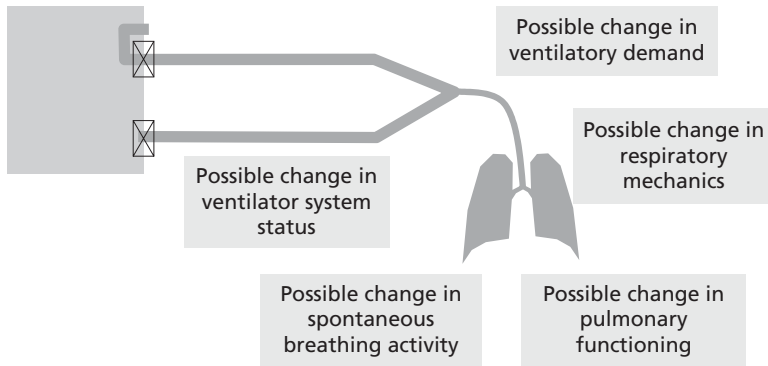 Possible change in
ventilatory demand
Possible change in
respiratory
mechanics
Possible change in
ventilator system
status
Possible change in
spontaneous
breathing activity
Possible change in
pulmonary
functioning